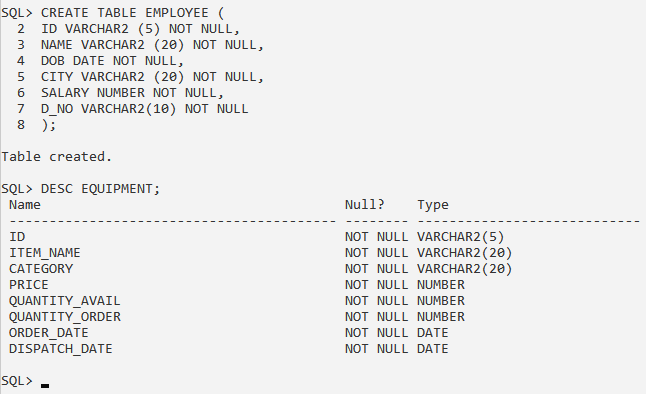 SQL> CREATE TABLE EMPLOYEE (
  2  ID VARCHAR2 (5) NOT NULL,
  3  NAME VARCHAR2 (20) NOT NULL,
  4  DOB DATE NOT NULL,
  5  CITY VARCHAR2 (20) NOT NULL,
  6  SALARY NUMBER NOT NULL,
  7  D_NO VARCHAR2(10) NOT NULL
  8  );
Table created.
SQL> DESC EQUIPMENT;
 Name                                      Null?    Type
 ----------------------------------------- -------- ----------------------------
 ID                                        NOT NULL VARCHAR2(5)
 ITEM_NAME                                 NOT NULL VARCHAR2(20)
 CATEGORY                                  NOT NULL VARCHAR2(20)
 PRICE                                     NOT NULL NUMBER
 QUANTITY_AVAIL                            NOT NULL NUMBER
 QUANTITY_ORDER                            NOT NULL NUMBER
 ORDER_DATE                                NOT NULL DATE
 DISPATCH_DATE                             NOT NULL DATE
SQL>